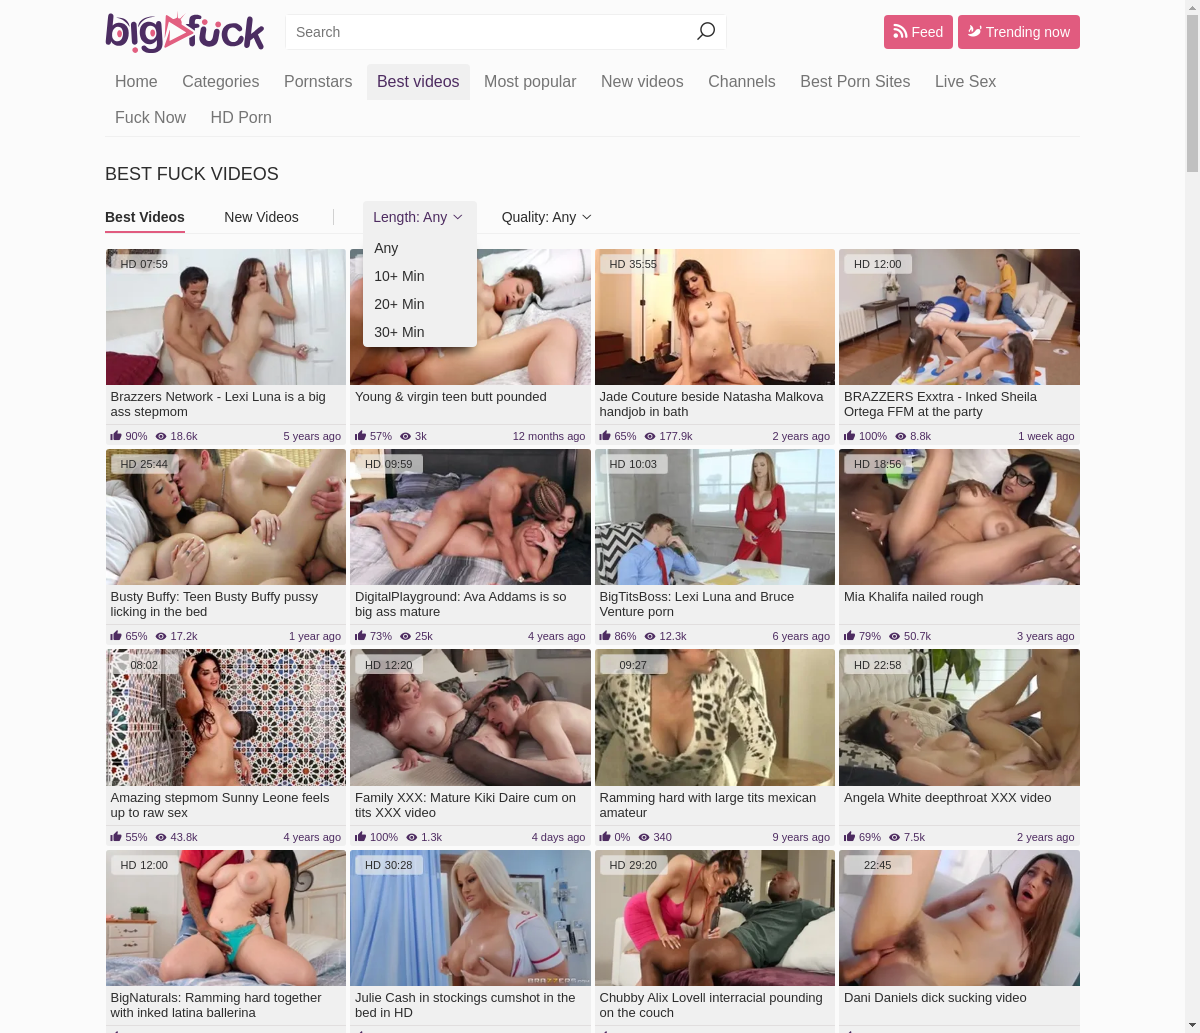 bigfuck
Search
Feed
Trending now
Home Categories Pornstars Best videos Most popular New videos Channels Best Porn Sites Live Sex
Fuck Now HD Porn
BEST FUCK VIDEOS
Best Videos New Videos Length: Any Quality: Any
Any
10+ Min
20+ Min
30+ Min
HD 07:59
HD 35:55
HD 12:00
Brazzers Network - Lexi Luna is a big
ass stepmom
90% 18.6k 5 years ago
Young & virgin teen butt pounded
57% 3k 12 months ago
Jade Couture beside Natasha Malkova
handjob in bath
65% 177.9k 2 years ago
BRAZZERS Exxtra - Inked Sheila
Ortega FFM at the party
100% 8.8k 1 week ago
HD 25:44
HD 09:59
HD 10:03
HD 18:56
Busty Buffy: Teen Busty Buffy pussy
licking in the bed
65% 17.2k 1 year ago
DigitalPlayground: Ava Addams is so
big ass mature
73% 25k 4 years ago
BigTitsBoss: Lexi Luna and Bruce
Venture porn
86% 12.3k 6 years ago
Mia Khalifa nailed rough
79% 50.7k 3 years ago
08:02
HD 12:20
09:27
HD 22:58
Amazing stepmom Sunny Leone feels
up to raw sex
55% 43.8k 4 years ago
Family XXX: Mature Kiki Daire cum on
tits XXX video
100% 1.3k 4 days ago
Ramming hard with large tits mexican
amateur
0% 340 9 years ago
Angela White deepthroat XXX video
69% 7.5k 2 years ago
HD 12:00
HD 30:28
HD 29:20
22:45
BRAZZERS
BigNaturals: Ramming hard together
with inked latina ballerina
Julie Cash in stockings cumshot in the
bed in HD
Chubby Alix Lovell interracial pounding
on the couch
Dani Daniels dick sucking video